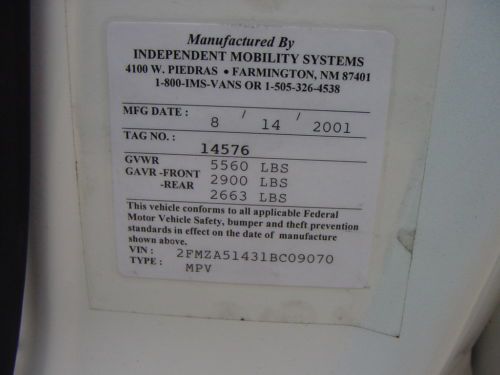 Manufactured By
INDEPENDENT MOBILITY SYSTEMS
4100 W. PIEDRAS • FARMINGTON, NM 87401
1-800-IMS-VANS OR 1-505-326-4538
MFG DATE : 8 / 14 / 2001
TAG NO. : 14576
GVWR 5560 LBS
GAVR -FRONT 2900 LBS
-REAR 2663 LBS
This vehicle conforms to all applicable Federal
Motor Vehicle Safety, bumper and theft prevention
standards in effect on the date of manufacture
shown above.
VIN : 2FMZA51431BC09070
TYPE : MPV